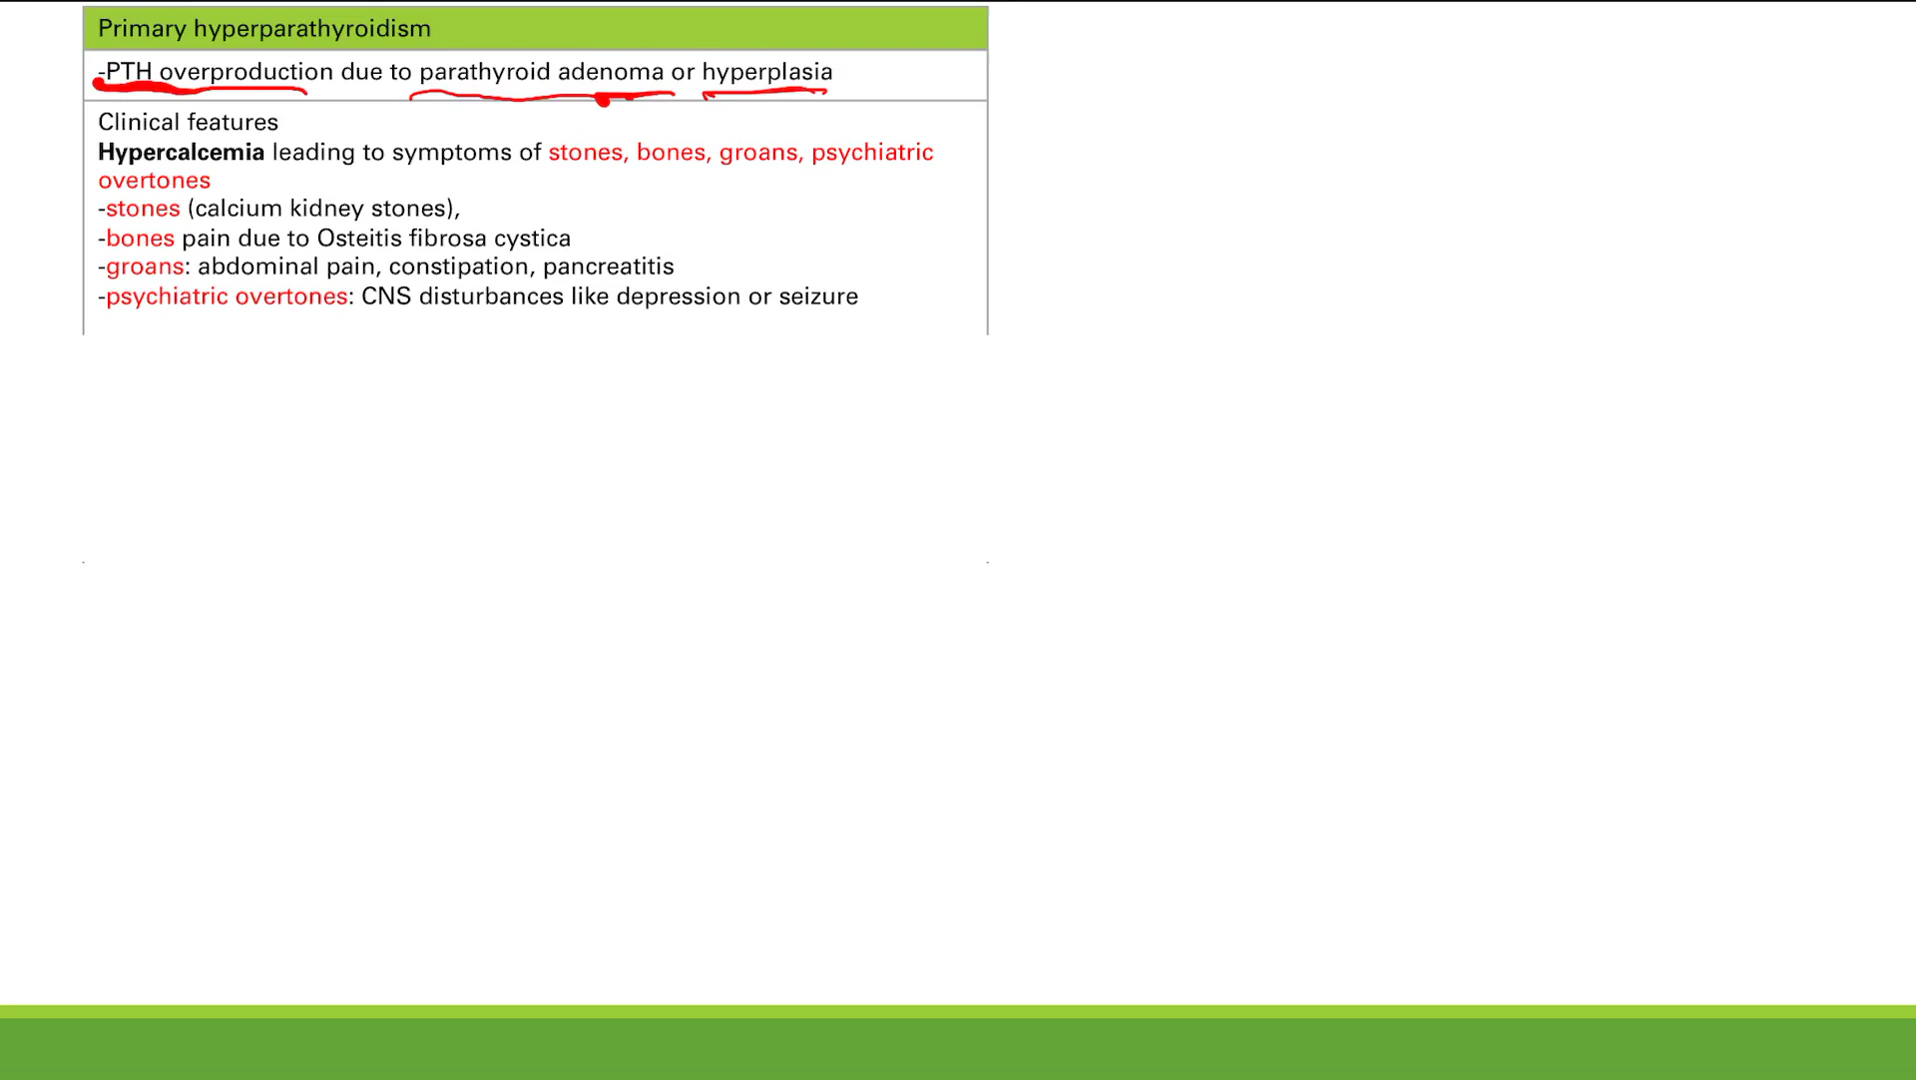 Primary hyperparathyroidism
-PTH overproduction due to parathyroid adenoma or hyperplasia
Clinical features
Hypercalcemia leading to symptoms of stones, bones, groans, psychiatric
overtones
-stones (calcium kidney stones),
-bones pain due to Osteitis fibrosa cystica
-groans: abdominal pain, constipation, pancreatitis
-psychiatric overtones: CNS disturbances like depression or seizure